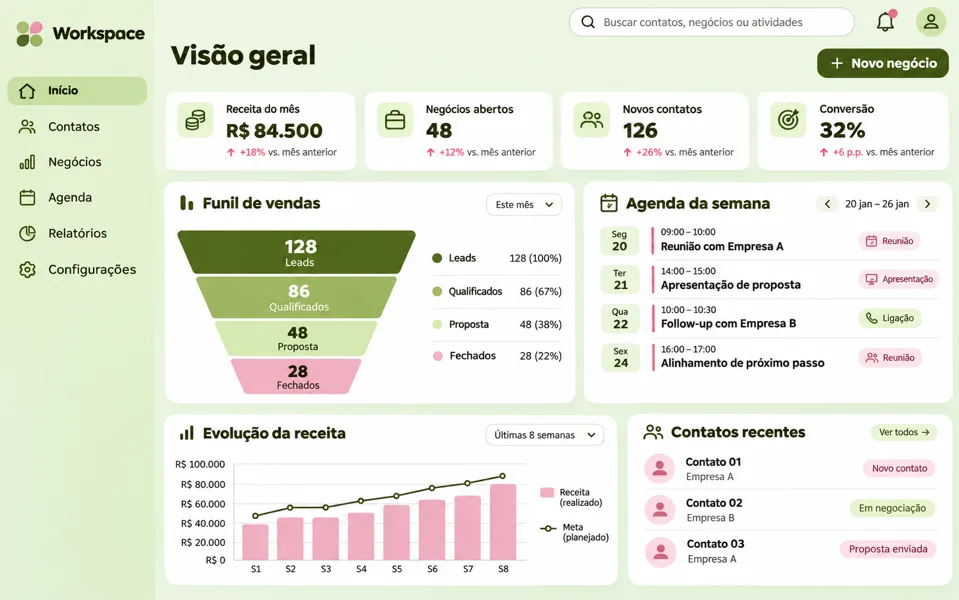 Workspace
Buscar contatos, negócios ou atividades
Início
Contatos
Negócios
Agenda
Relatórios
Configurações
Visão geral
+ Novo negócio
Receita do mês
R$ 84.500
+18% vs. mês anterior
Negócios abertos
48
+12% vs. mês anterior
Novos contatos
126
+26% vs. mês anterior
Conversão
32%
+6 p.p. vs. mês anterior
Funil de vendas
Este mês
128
Leads
86
Qualificados
48
Proposta
28
Fechados
Leads 128 (100%)
Qualificados 86 (67%)
Proposta 48 (38%)
Fechados 28 (22%)
Agenda da semana
20 jan – 26 jan
Seg
20
09:00 – 10:00
Reunião com Empresa A
Reunião
Ter
21
14:00 – 15:00
Apresentação de proposta
Apresentação
Qua
22
10:00 – 10:30
Follow-up com Empresa B
Ligação
Sex
24
16:00 – 17:00
Alinhamento de próximo passo
Reunião
Evolução da receita
Últimas 8 semanas
R$ 100.000
R$ 80.000
R$ 60.000
R$ 40.000
R$ 20.000
R$ 0
S1 S2 S3 S4 S5 S6 S7 S8
Receita
(realizado)
Meta
(planejado)
Contatos recentes
Ver todos →
Contato 01
Empresa A
Novo contato
Contato 02
Empresa B
Em negociação
Contato 03
Empresa A
Proposta enviada